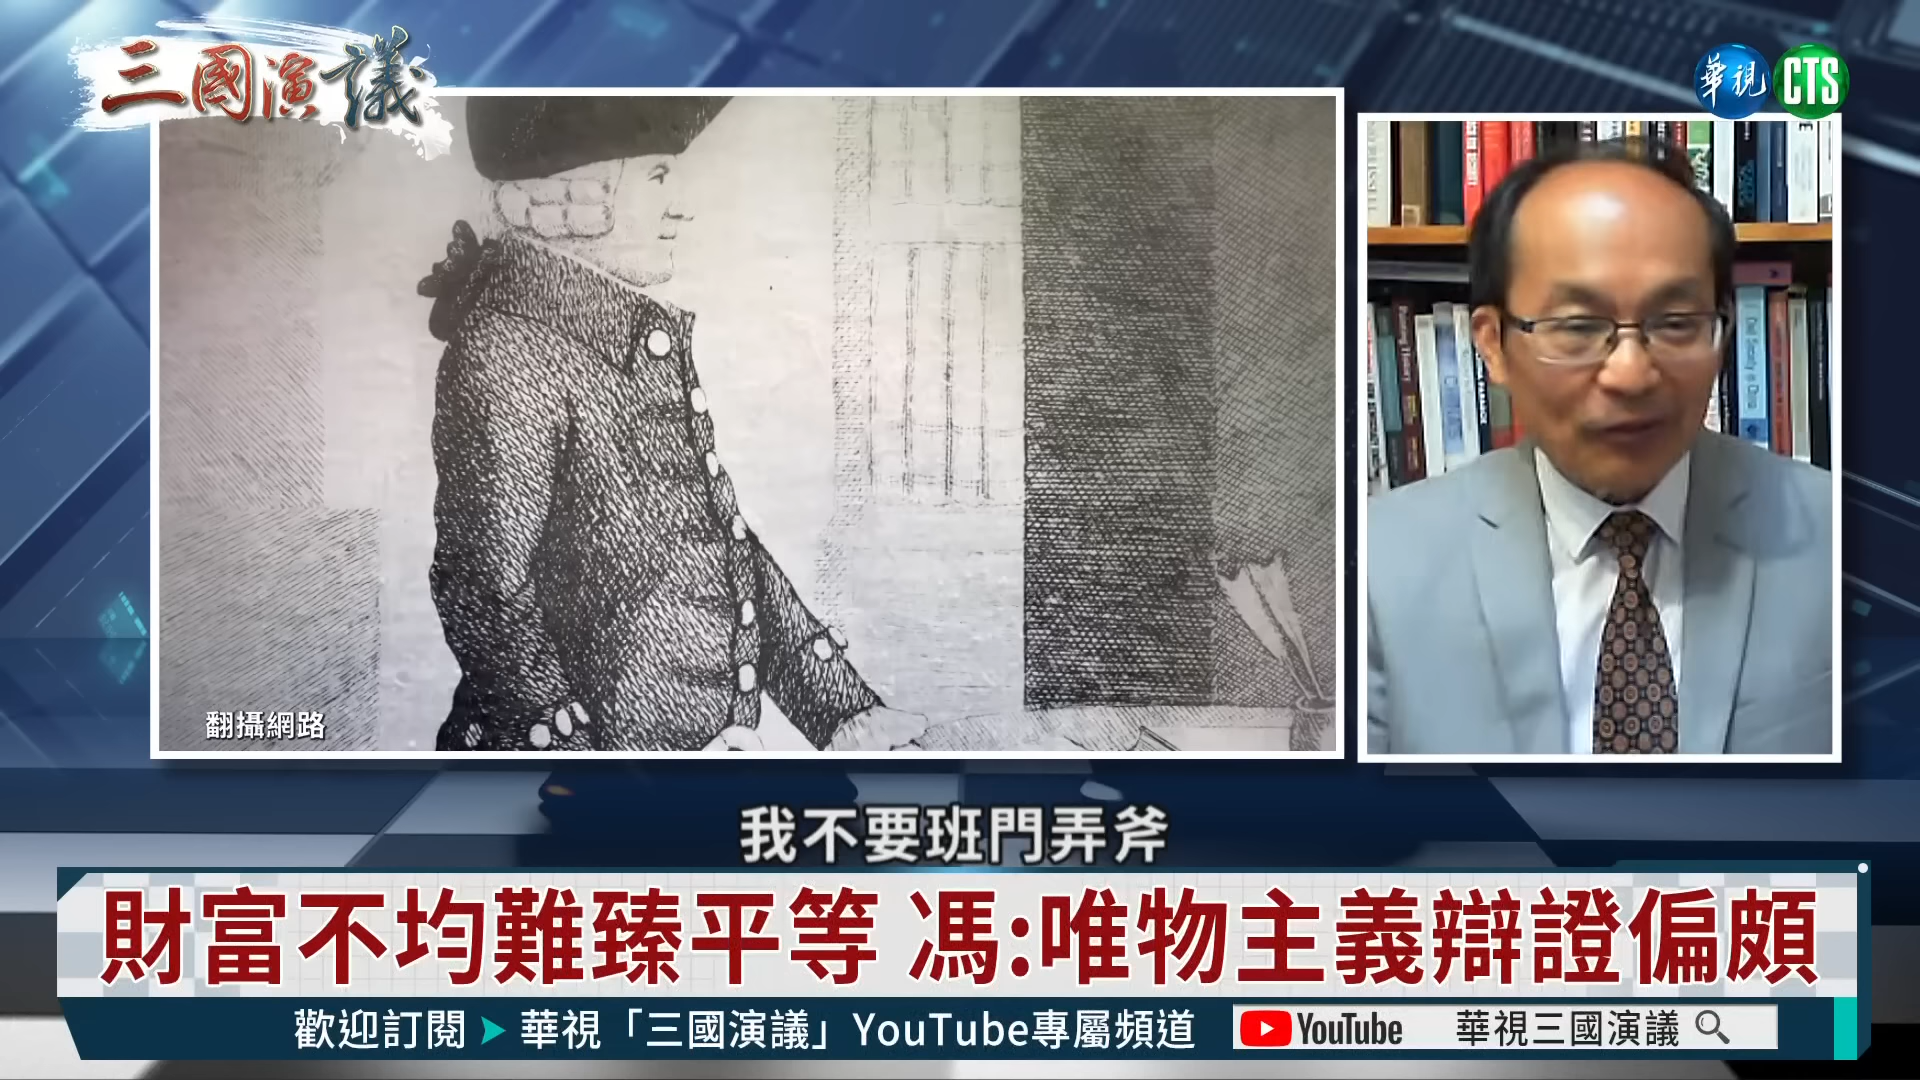 三國演議
華視 CTS
翻攝網路
我不要班門弄斧
財富不均難臻平等 馮:唯物主義辯證偏頗
歡迎訂閱 華視「三國演議」YouTube專屬頻道
YouTube 華視三國演議